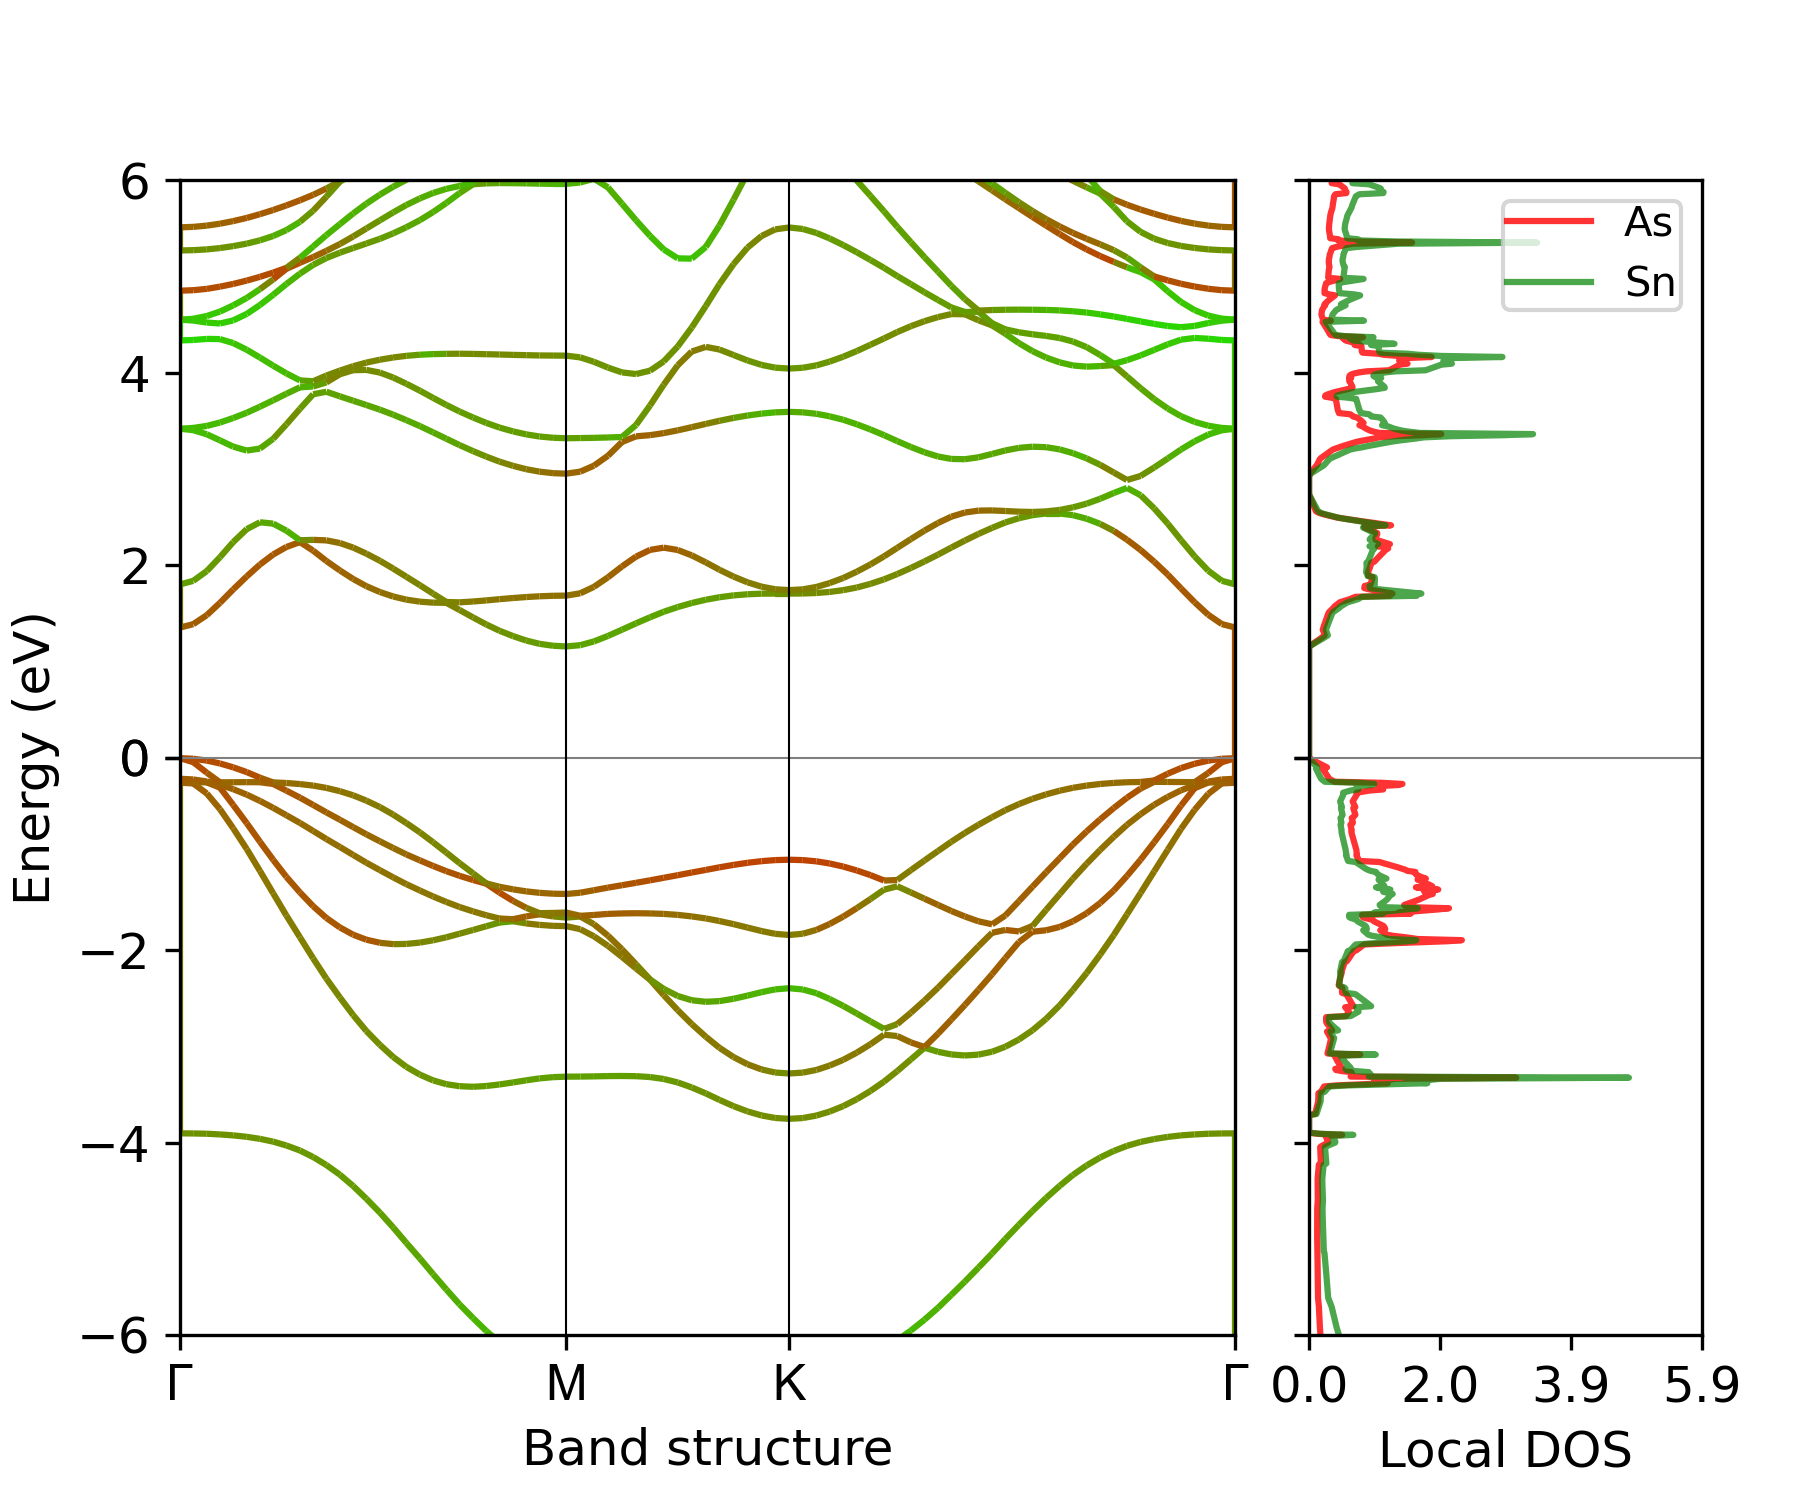 6
4
2
0
−2
−4
−6
Energy (eV)
Γ M K Γ
Band structure
As
Sn
0.0 2.0 3.9 5.9
Local DOS